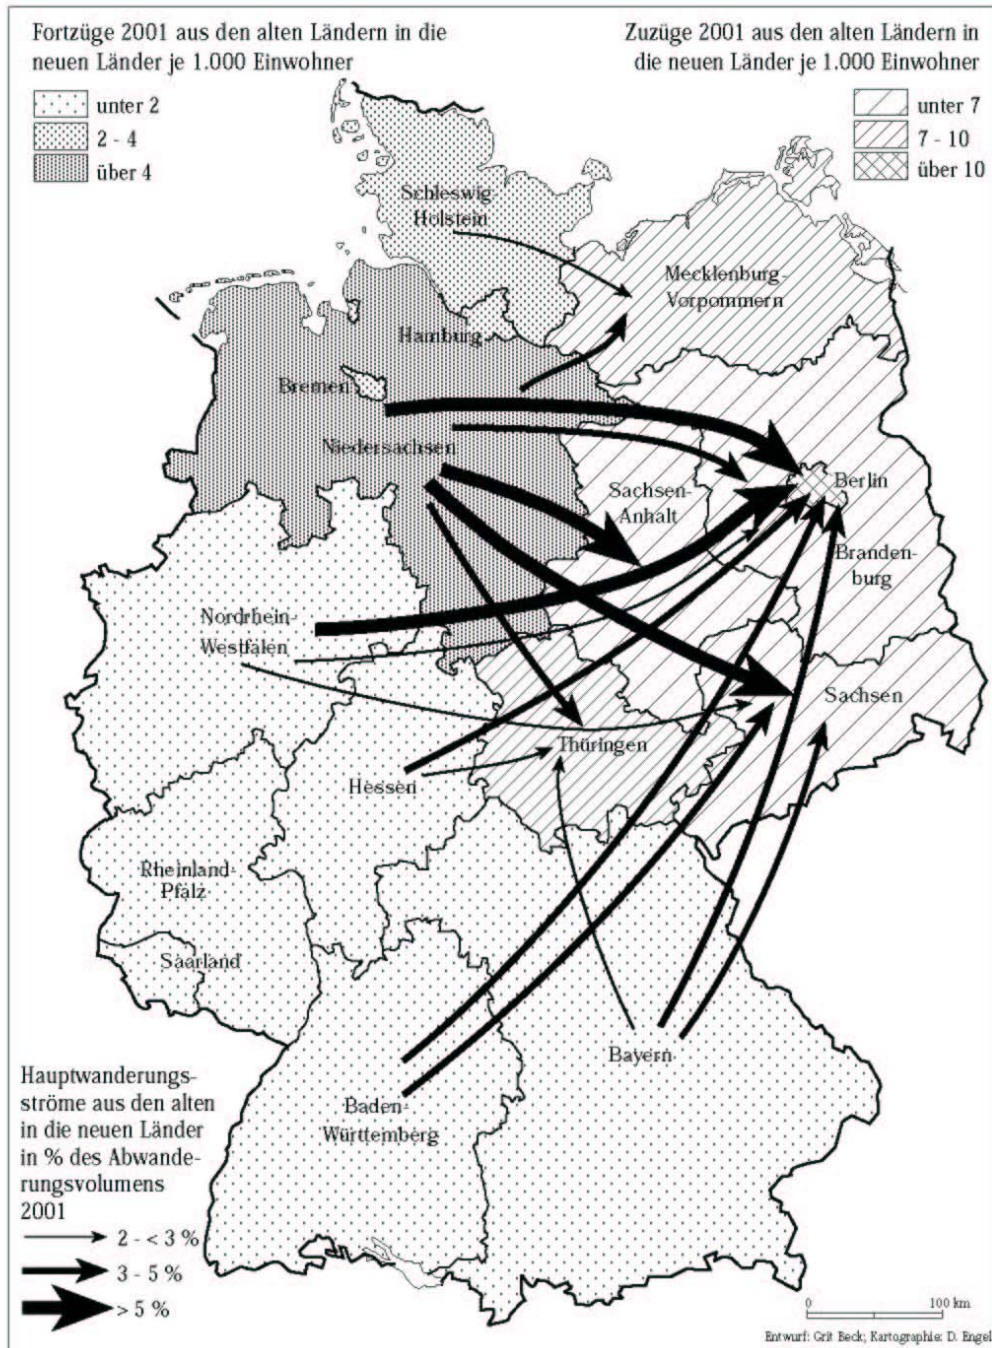 Fortzüge 2001 aus den alten Ländern in die
neuen Länder je 1.000 Einwohner
unter 2
2 - 4
über 4
Zuzüge 2001 aus den alten Ländern in
die neuen Länder je 1.000 Einwohner
unter 7
7 - 10
über 10
Schleswig
Holstein
Mecklenburg-
Vorpommern
Hamburg
Bremen
Niedersachsen
Berlin
Sachsen-
Anhalt
Branden-
burg
Nordrhein-
Westfalen
Sachsen
Thüringen
Hessen
Rheinland-
Pfalz
Saarland
Bayern
Baden-
Württemberg
Hauptwanderungs-
ströme aus den alten
in die neuen Länder
in % des Abwande-
rungsvolumens
2001
2 - < 3 %
3 - 5 %
> 5 %
0 100 km
Entwurf: Grit Beck; Kartographie: D. Engel